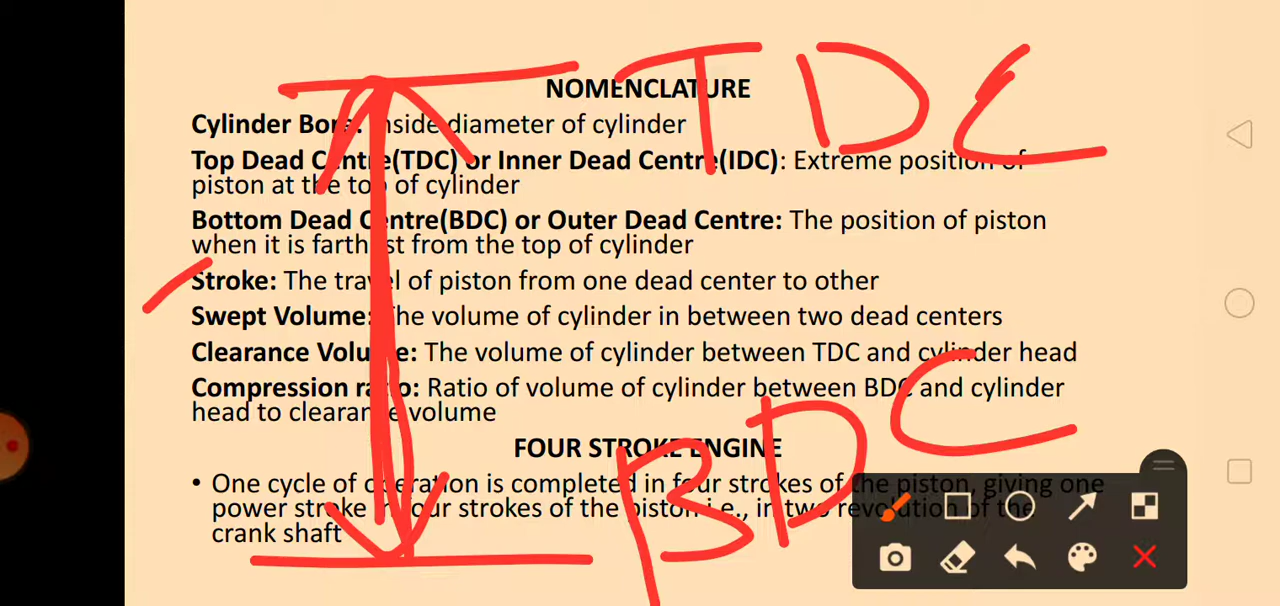 NOMENCLATURE
TDC
Cylinder Bore: Inside diameter of cylinder
Top Dead Centre(TDC) or Inner Dead Centre(IDC): Extreme position of
piston at the top of cylinder
Bottom Dead Centre(BDC) or Outer Dead Centre: The position of piston
when it is farthest from the top of cylinder
Stroke: The travel of piston from one dead center to other
Swept Volume: The volume of cylinder in between two dead centers
Clearance Volume: The volume of cylinder between TDC and cylinder head
Compression ratio: Ratio of volume of cylinder between BDC and cylinder
head to clearance volume
FOUR STROKE ENGINE
BDC
• One cycle of operation is completed in four strokes of the piston, giving one
power stroke in four strokes of the piston i.e., in two revolution of the
crank shaft